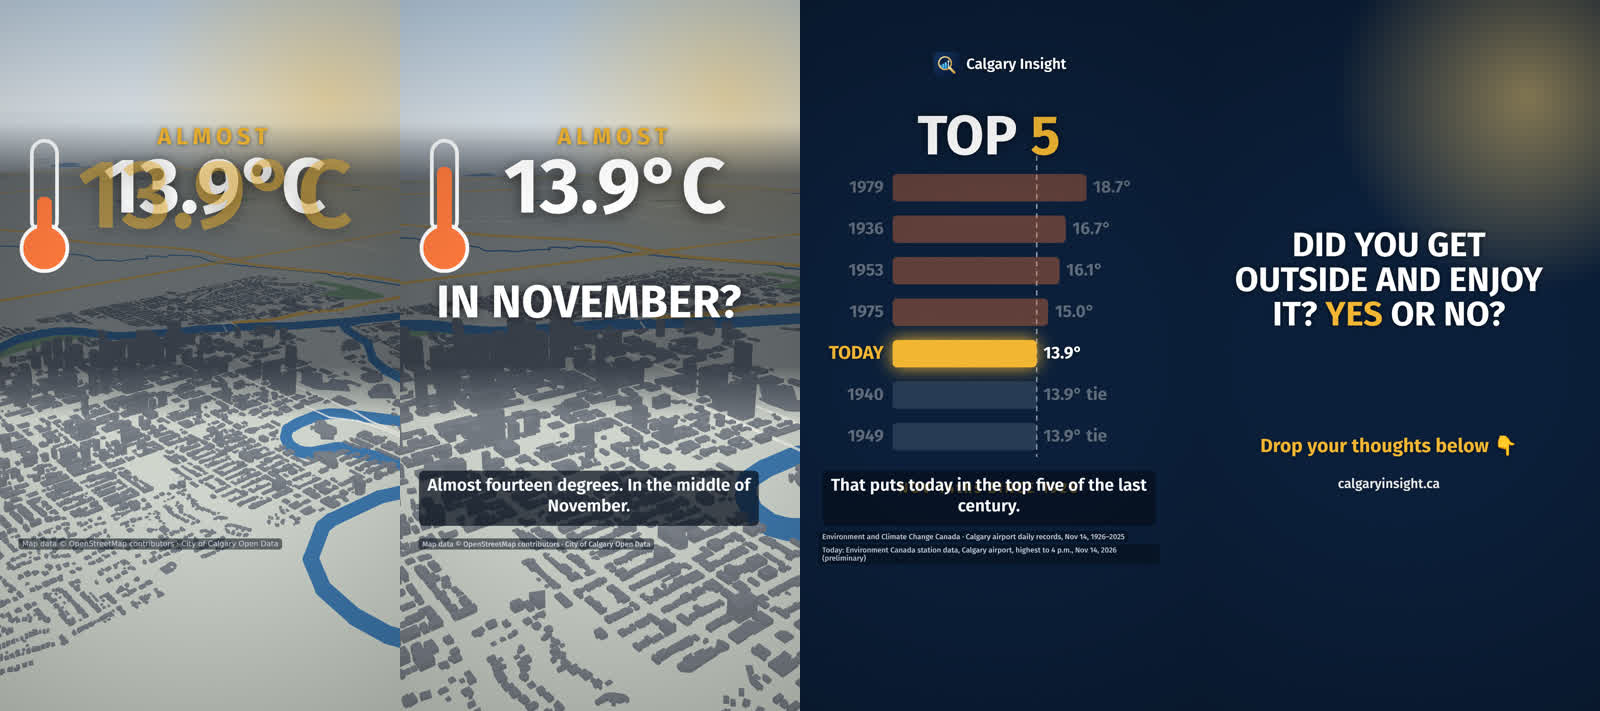 ALMOST
13.9°C
Map data © OpenStreetMap contributors · City of Calgary Open Data
ALMOST
13.9°C
IN NOVEMBER?
Almost fourteen degrees. In the middle of
November.
Map data © OpenStreetMap contributors · City of Calgary Open Data
Calgary Insight
TOP 5
1979 18.7°
1936 16.7°
1953 16.1°
1975 15.0°
TODAY 13.9°
1940 13.9° tie
1949 13.9° tie
That puts today in the top five of the last
century.
Environment and Climate Change Canada · Calgary airport daily records, Nov 14, 1926–2025
Today: Environment Canada station data, Calgary airport, highest to 4 p.m., Nov 14, 2026
(preliminary)
DID YOU GET
OUTSIDE AND ENJOY
IT? YES OR NO?
Drop your thoughts below 👇
calgaryinsight.ca